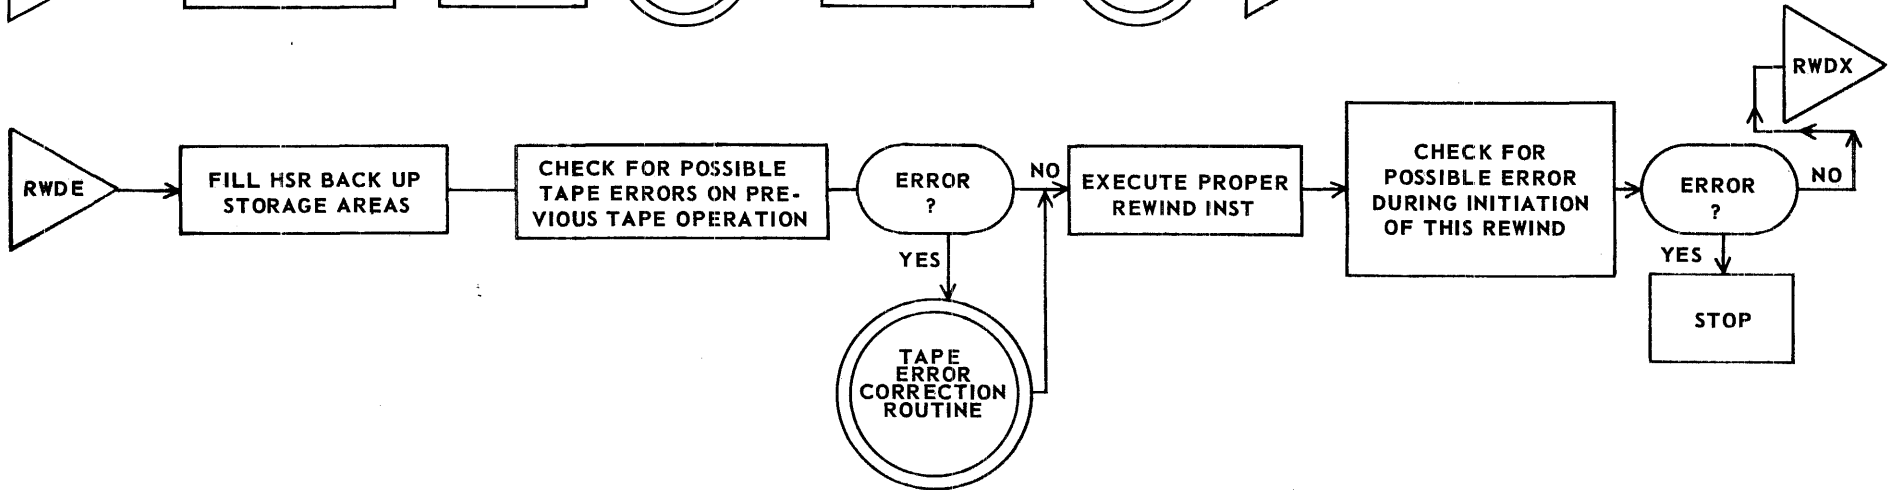 RWDX
RWDE
FILL HSR BACK UP
STORAGE AREAS
CHECK FOR POSSIBLE
TAPE ERRORS ON PRE-
VIOUS TAPE OPERATION
ERROR
?
NO
YES
TAPE
ERROR
CORRECTION
ROUTINE
EXECUTE PROPER
REWIND INST
CHECK FOR
POSSIBLE ERROR
DURING INITIATION
OF THIS REWIND
ERROR
?
NO
YES
STOP